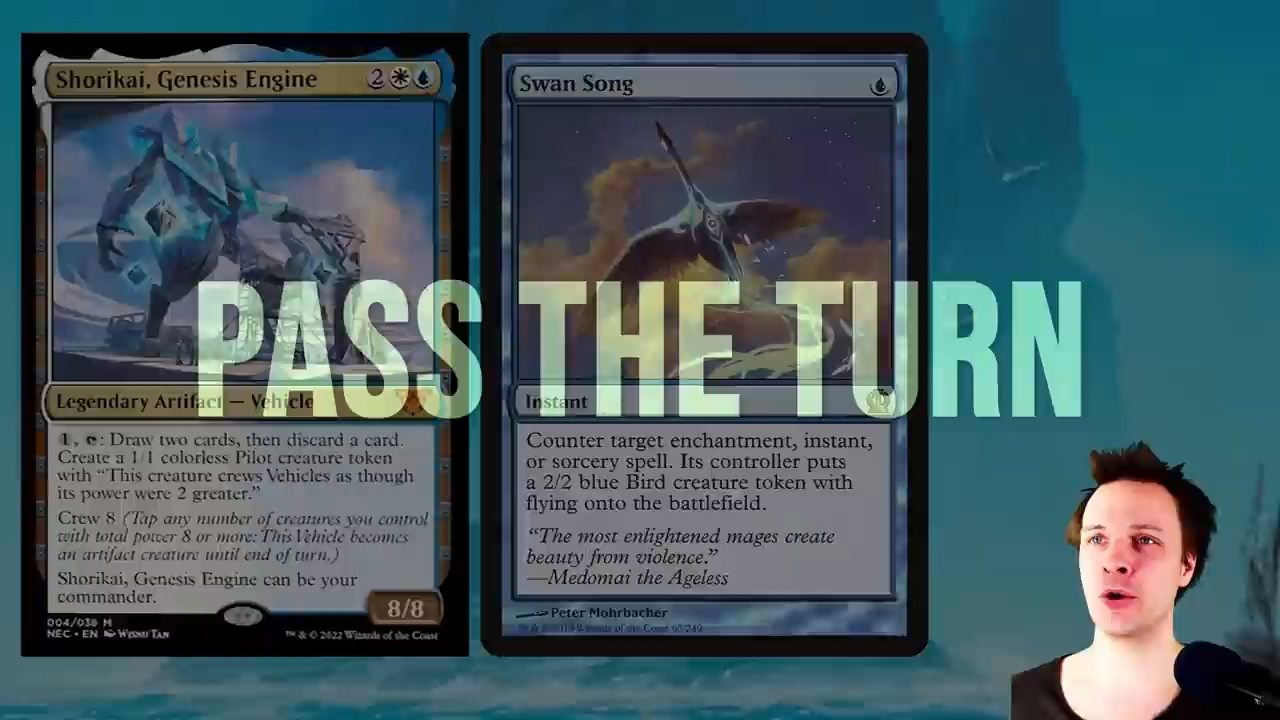 Shorikai, Genesis Engine
2
Legendary Artifact — Vehicle
1, : Draw two cards, then discard a card.
Create a 1/1 colorless Pilot creature token
with “This creature crews Vehicles as though
its power were 2 greater.”
Crew 8 (Tap any number of creatures you control
with total power 8 or more: This Vehicle becomes
an artifact creature until end of turn.)
Shorikai, Genesis Engine can be your
commander.
8/8
004/038 M
NEC • EN WISNU TAN
™ & © 2022 Wizards of the Coast
Swan Song
Instant
Counter target enchantment, instant,
or sorcery spell. Its controller puts
a 2/2 blue Bird creature token with
flying onto the battlefield.
“The most enlightened mages create
beauty from violence.”
—Medomai the Ageless
Peter Mohrbacher
Wizards of the Coast
PASS THE TURN